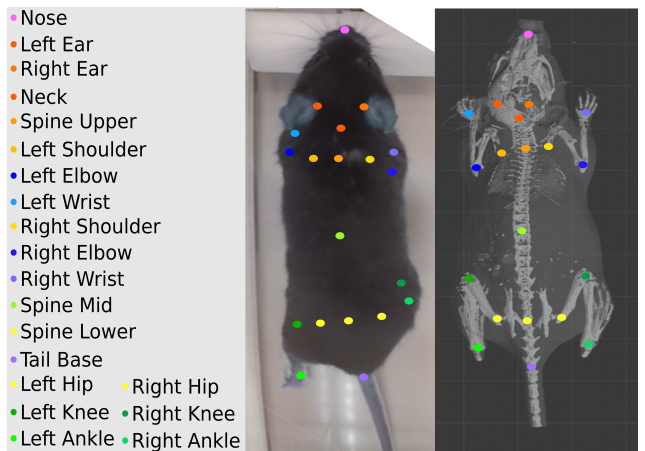 Nose
Left Ear
Right Ear
Neck
Spine Upper
Left Shoulder
Left Elbow
Left Wrist
Right Shoulder
Right Elbow
Right Wrist
Spine Mid
Spine Lower
Tail Base
Left Hip Right Hip
Left Knee Right Knee
Left Ankle Right Ankle